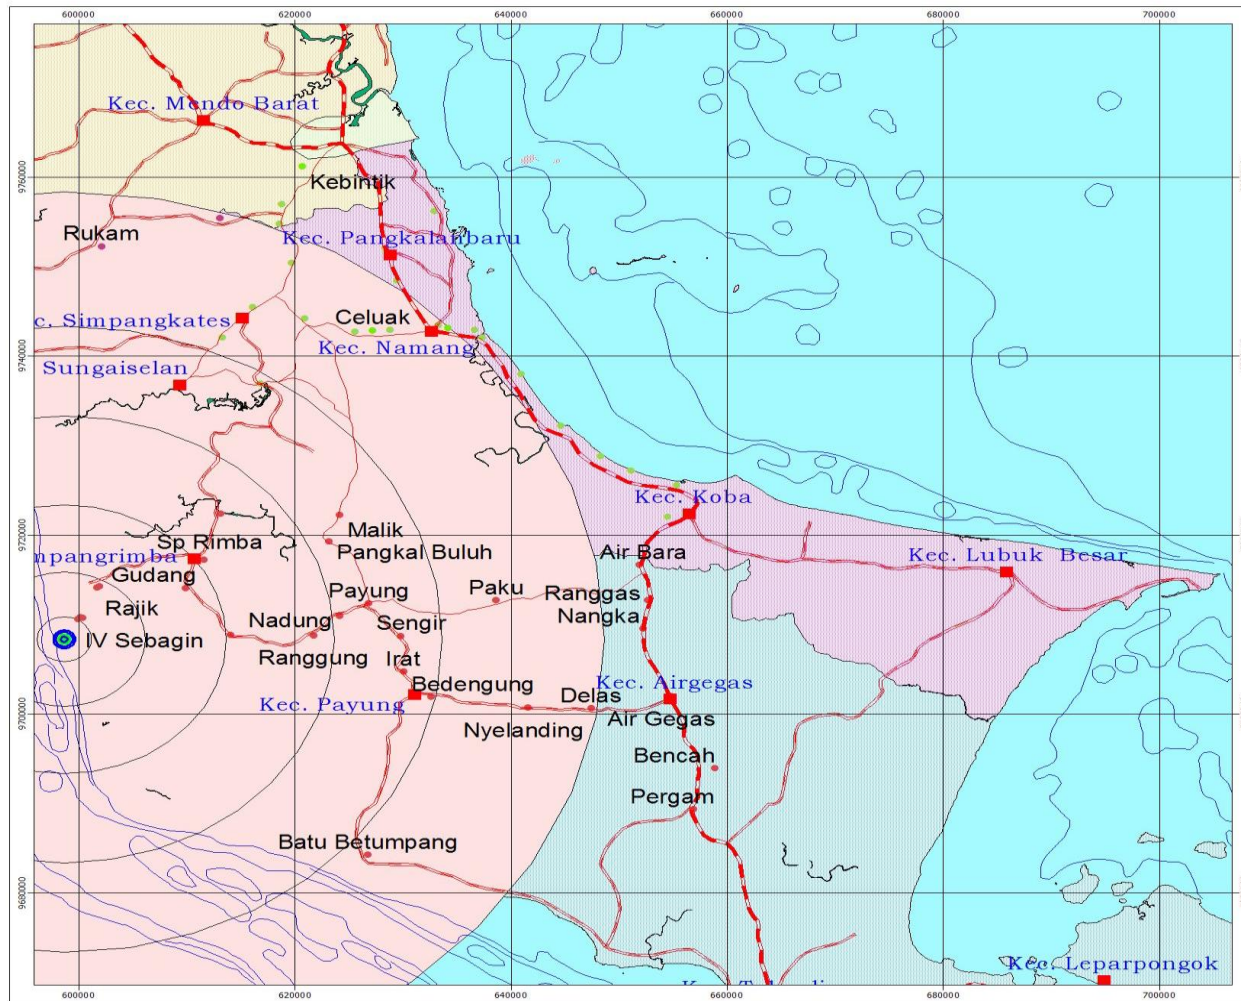 600000 620000 640000 660000 680000 700000
Kec. Mendo Barat
9760000
Kebintik
Rukam
Kec. Pangkalanbaru
c. Simpangkates
Celuak
Kec. Namang
9740000
Sungaiselan
Kec. Koba
Malik
9720000
Sp Rimba
Pangkal Buluh
Air Bara
mpangrimba
Kec. Lubuk Besar
Gudang
Payung
Paku
Ranggas
Rajik
Nadung
Sengir
Nangka
IV Sebagin
Ranggung
Irat
Bedengung
Kec. Airgegas
Kec. Payung
Delas
9700000
Nyelanding
Air Gegas
Bencah
Pergam
Batu Betumpang
9680000
Kec. Leparpongok
600000 620000 640000 660000 680000 700000